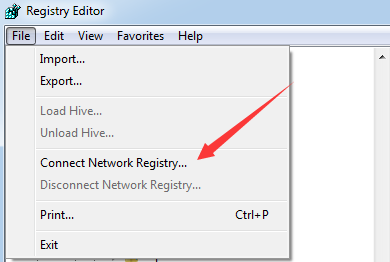 Registry Editor
File Edit View Favorites Help
Import...
Export...
Load Hive...
Unload Hive...
Connect Network Registry...
Disconnect Network Registry...
Print... Ctrl+P
Exit